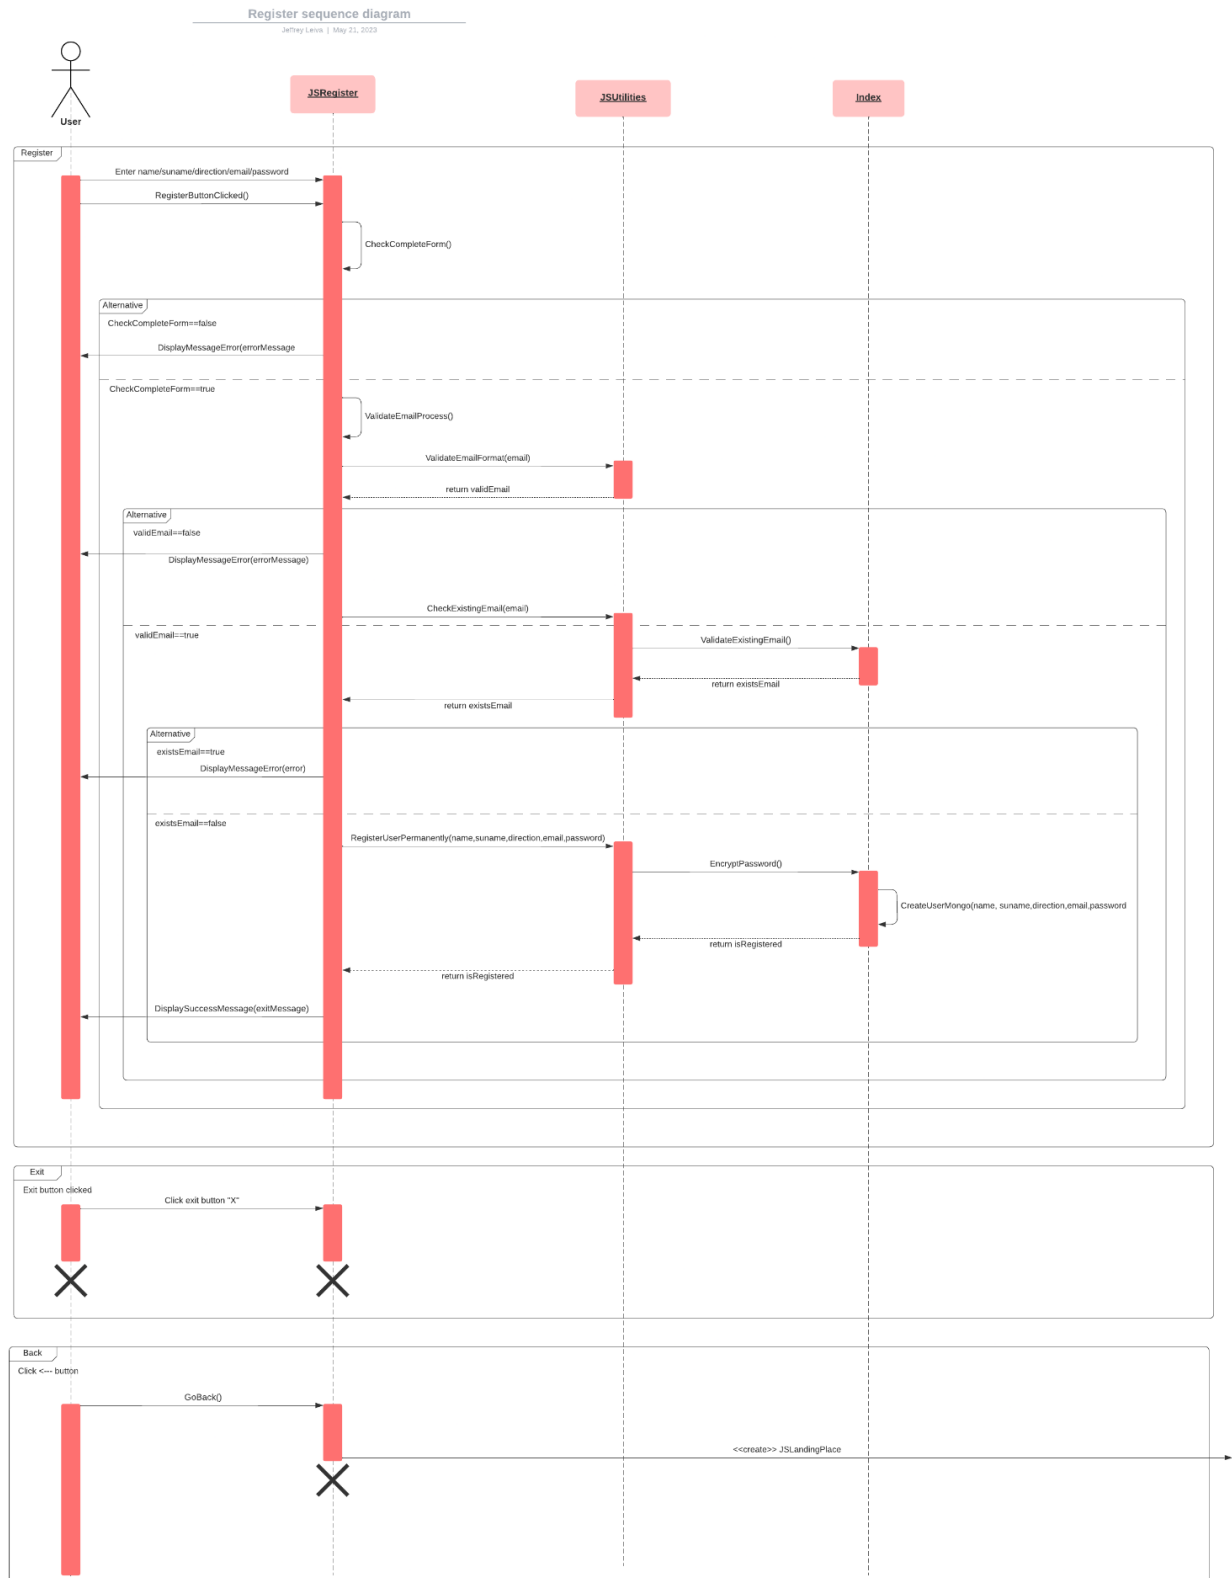 Register sequence diagram
Jeffrey Leiva | May 21, 2023
User
JSRegister
JSUtilities
Index
Register
Enter name/suname/direction/email/password
RegisterButtonClicked()
CheckCompleteForm()
Alternative
CheckCompleteForm==false
DisplayMessageError(errorMessage
CheckCompleteForm==true
ValidateEmailProcess()
ValidateEmailFormat(email)
return validEmail
Alternative
validEmail==false
DisplayMessageError(errorMessage)
CheckExistingEmail(email)
validEmail==true
ValidateExistingEmail()
return existsEmail
return existsEmail
Alternative
existsEmail==true
DisplayMessageError(error)
existsEmail==false
RegisterUserPermanently(name,suname,direction,email,password)
EncryptPassword()
CreateUserMongo(name, suname,direction,email,password
return isRegistered
return isRegistered
DisplaySuccessMessage(exitMessage)
Exit
Exit button clicked
Click exit button "X"
Back
Click <--- button
GoBack()
<<create>> JSLandingPlace